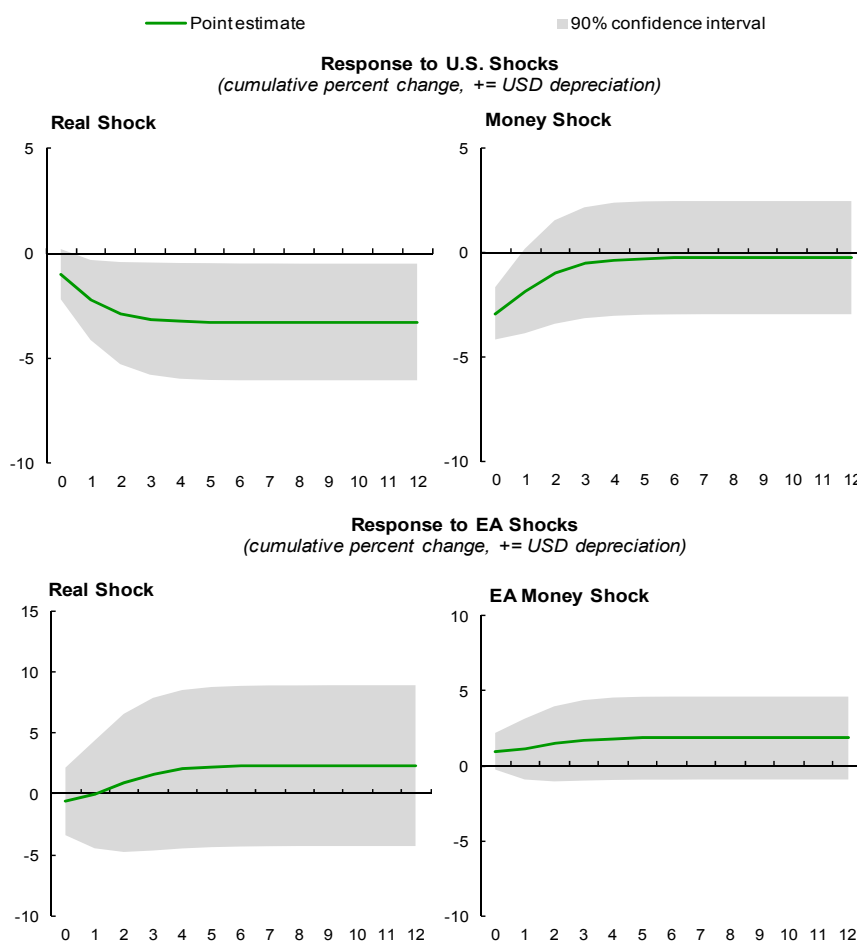 Point estimate 90% confidence interval
Response to U.S. Shocks
(cumulative percent change, += USD depreciation)
Real Shock
5
0
-5
-10
0 1 2 3 4 5 6 7 8 9 10 11 12
Money Shock
5
0
-5
-10
0 1 2 3 4 5 6 7 8 9 10 11 12
Response to EA Shocks
(cumulative percent change, += USD depreciation)
Real Shock
15
10
5
0
-5
-10
0 1 2 3 4 5 6 7 8 9 10 11 12
EA Money Shock
10
5
0
-5
-10
0 1 2 3 4 5 6 7 8 9 10 11 12